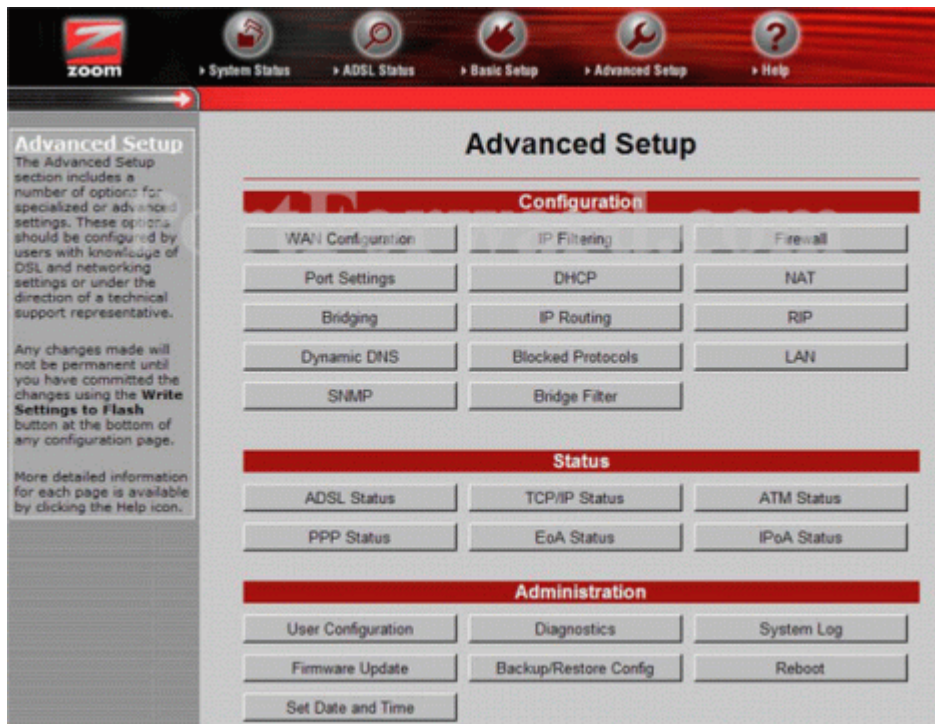 zoom
System Status
ADSL Status
Basic Setup
Advanced Setup
Help
Advanced Setup
The Advanced Setup
section includes a
number of options for
specialized or advanced
settings. These options
should be configured by
users with knowledge of
DSL and networking
settings or under the
direction of a technical
support representative.
Any changes made will
not be permanent until
you have committed the
changes using the Write
Settings to Flash
button at the bottom of
any configuration page.
More detailed information
for each page is available
by clicking the Help icon.
Advanced Setup
Configuration
WAN Configuration
IP Filtering
Firewall
Port Settings
DHCP
NAT
Bridging
IP Routing
RIP
Dynamic DNS
Blocked Protocols
LAN
SNMP
Bridge Filter
Status
ADSL Status
TCP/IP Status
ATM Status
PPP Status
EoA Status
IPoA Status
Administration
User Configuration
Diagnostics
System Log
Firmware Update
Backup/Restore Config
Reboot
Set Date and Time